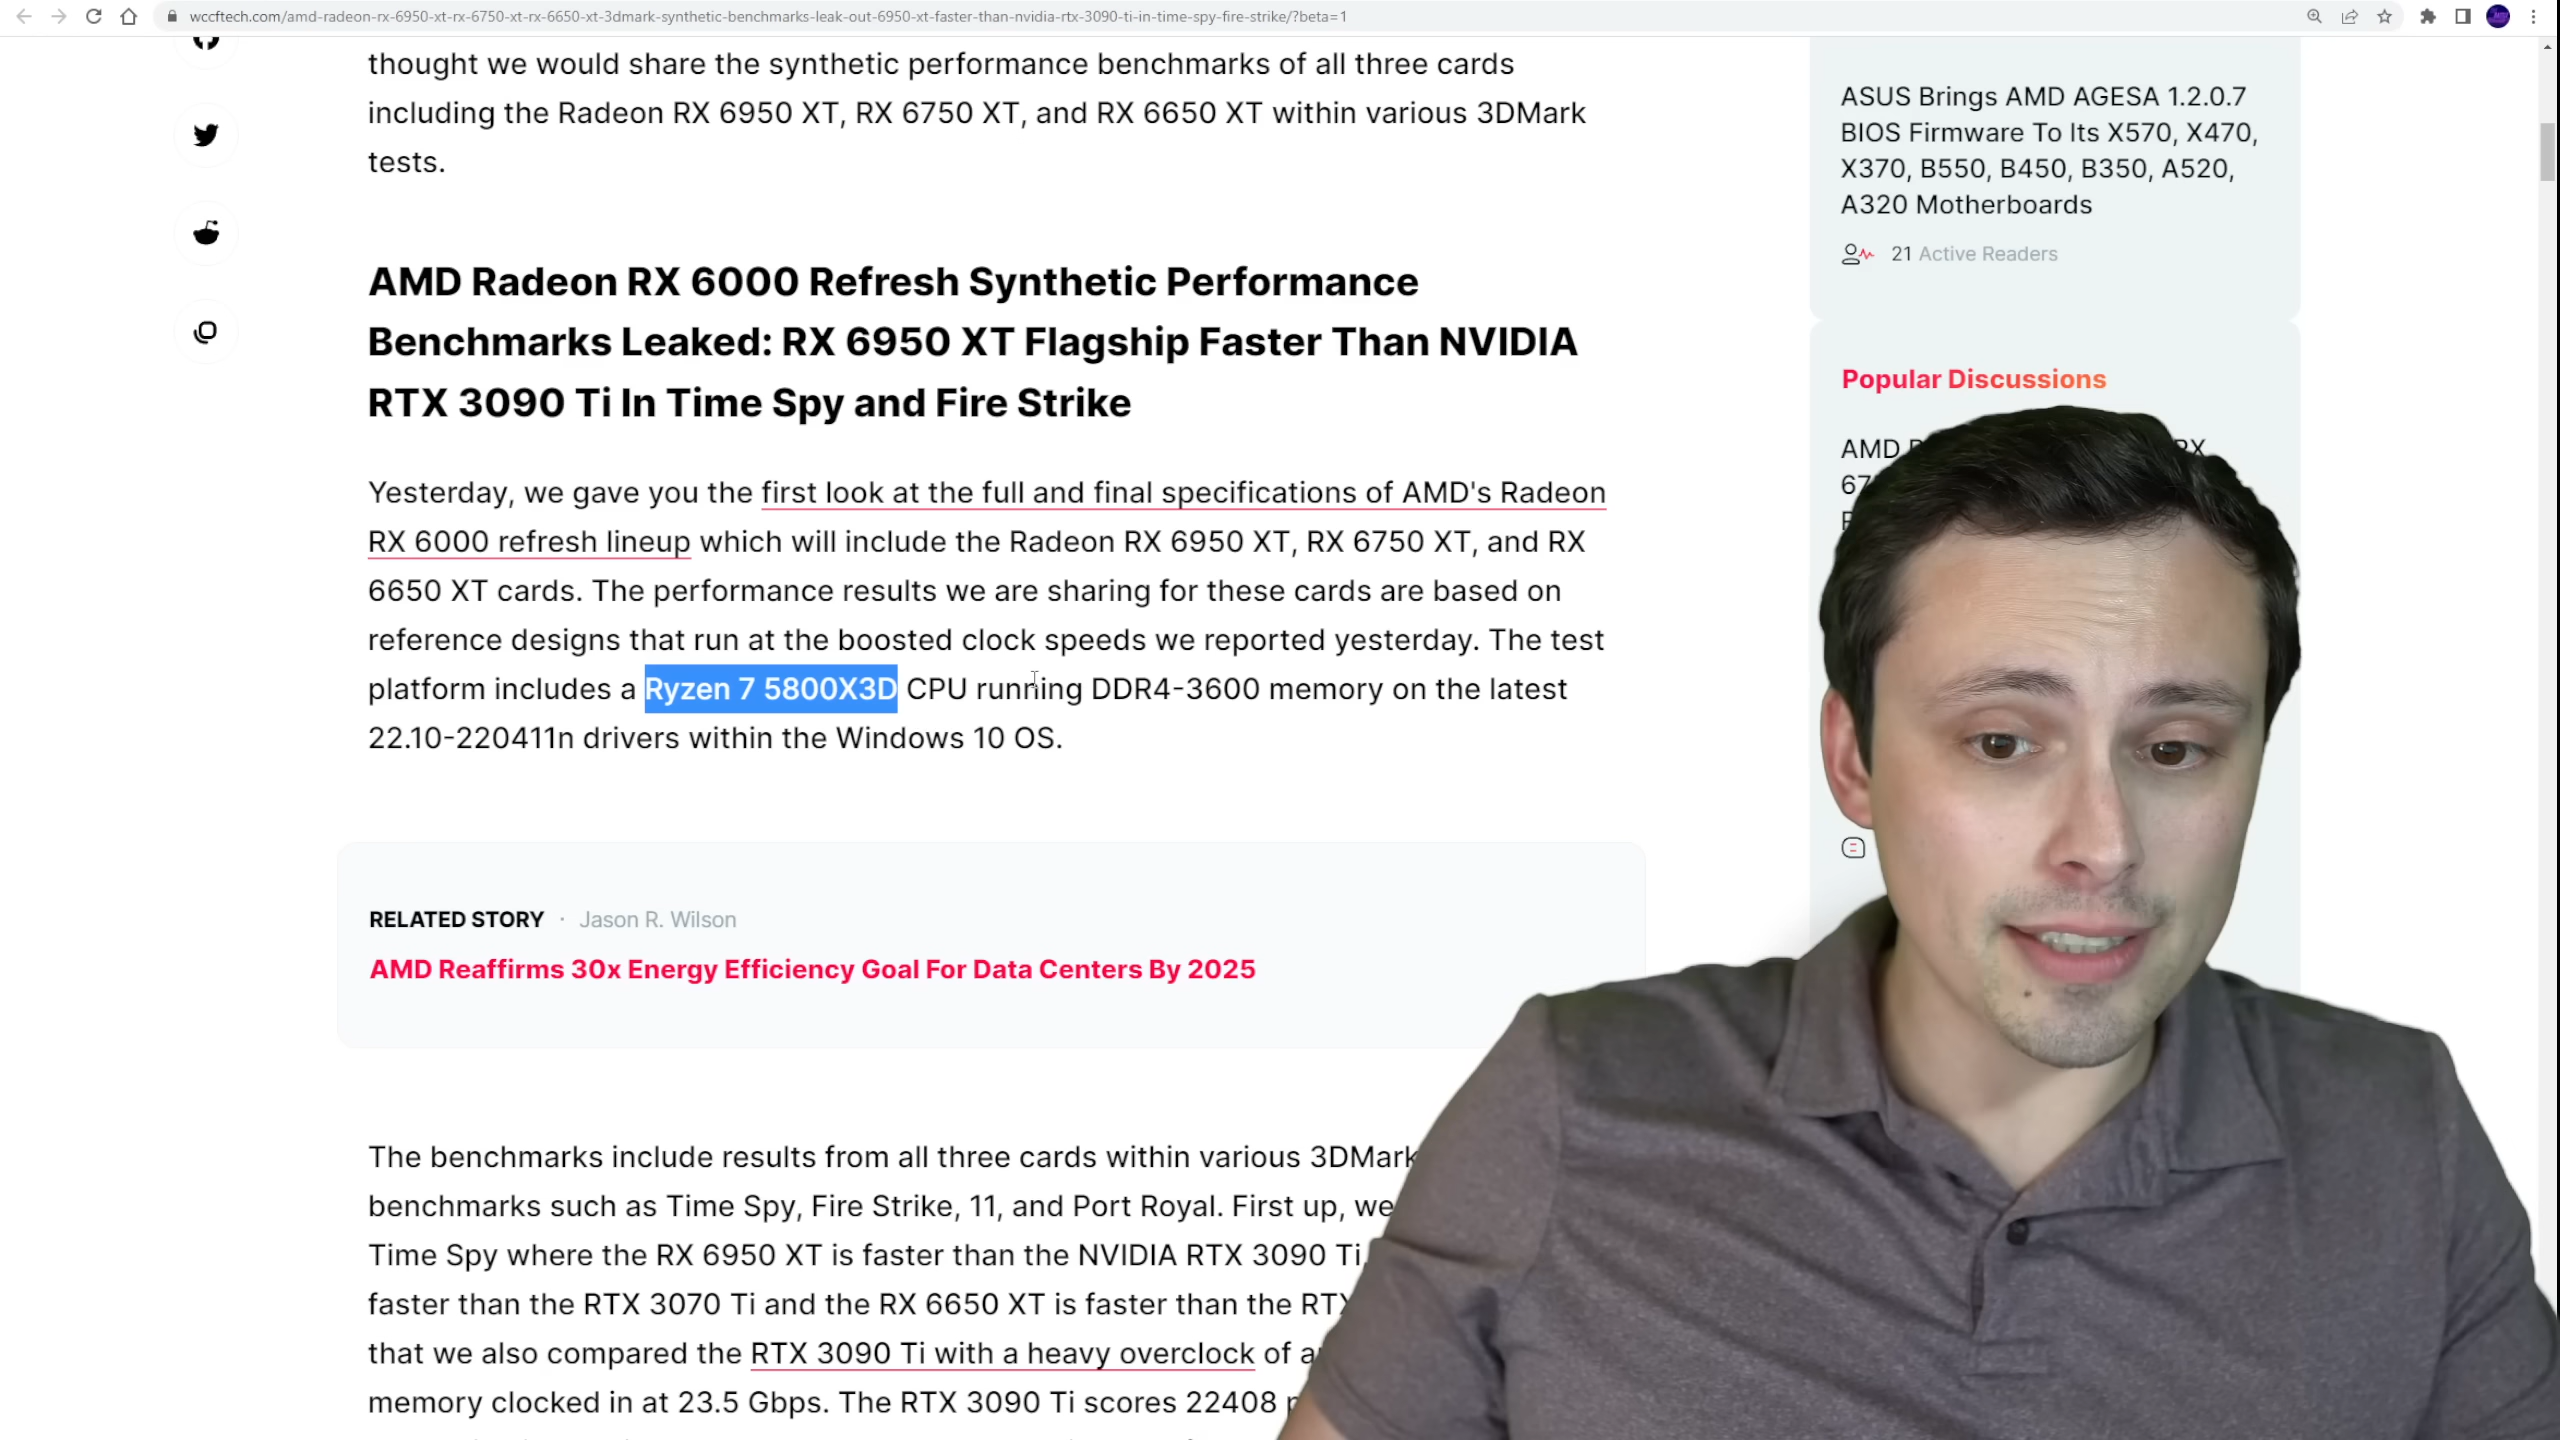 wccftech.com/amd-radeon-rx-6950-xt-rx-6750-xt-rx-6650-xt-3dmark-synthetic-benchmarks-leak-out-6950-xt-faster-than-nvidia-rtx-3090-ti-in-time-spy-fire-strike/?beta=1
thought we would share the synthetic performance benchmarks of all three cards
including the Radeon RX 6950 XT, RX 6750 XT, and RX 6650 XT within various 3DMark
tests.
AMD Radeon RX 6000 Refresh Synthetic Performance
Benchmarks Leaked: RX 6950 XT Flagship Faster Than NVIDIA
RTX 3090 Ti In Time Spy and Fire Strike
Yesterday, we gave you the first look at the full and final specifications of AMD's Radeon
RX 6000 refresh lineup which will include the Radeon RX 6950 XT, RX 6750 XT, and RX
6650 XT cards. The performance results we are sharing for these cards are based on
reference designs that run at the boosted clock speeds we reported yesterday. The test
platform includes a Ryzen 7 5800X3D CPU running DDR4-3600 memory on the latest
22.10-220411n drivers within the Windows 10 OS.
RELATED STORY · Jason R. Wilson
AMD Reaffirms 30x Energy Efficiency Goal For Data Centers By 2025
The benchmarks include results from all three cards within various 3DMark
benchmarks such as Time Spy, Fire Strike, 11, and Port Royal. First up, we
Time Spy where the RX 6950 XT is faster than the NVIDIA RTX 3090 Ti,
faster than the RTX 3070 Ti and the RX 6650 XT is faster than the RTX
that we also compared the RTX 3090 Ti with a heavy overclock of
memory clocked in at 23.5 Gbps. The RTX 3090 Ti scores 22408
ASUS Brings AMD AGESA 1.2.0.7
BIOS Firmware To Its X570, X470,
X370, B550, B450, B350, A520,
A320 Motherboards
21 Active Readers
Popular Discussions
AMD RX